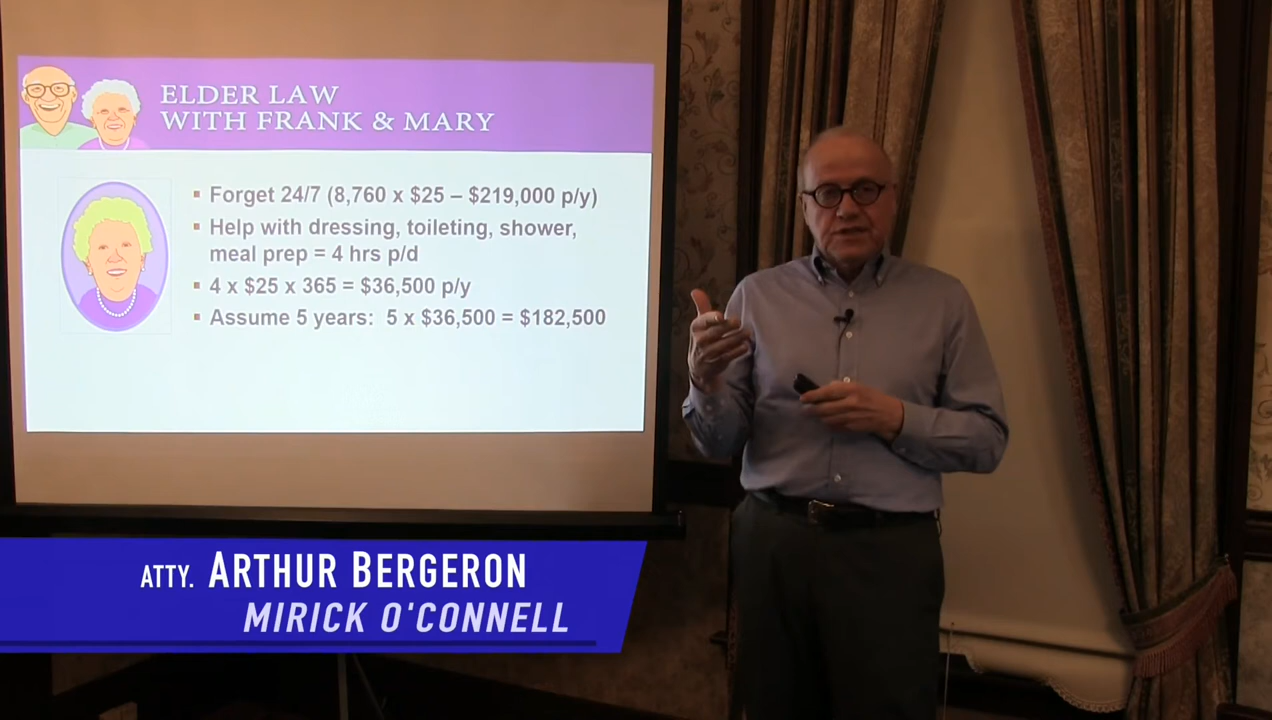 ELDER LAW
WITH FRANK & MARY
▪ Forget 24/7 (8,760 x $25 – $219,000 p/y)
▪ Help with dressing, toileting, shower,
meal prep = 4 hrs p/d
▪ 4 x $25 x 365 = $36,500 p/y
▪ Assume 5 years: 5 x $36,500 = $182,500
ATTY. ARTHUR BERGERON
MIRICK O'CONNELL